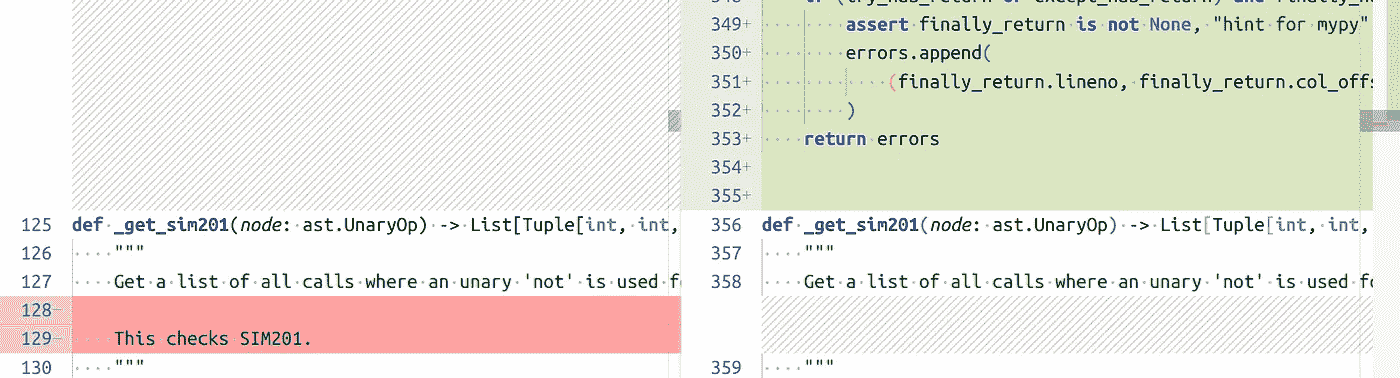 349+ assert finally_return is not None, "hint for mypy"
350+ errors.append(
351+ (finally_return.lineno, finally_return.col_offs
352+ )
353+ return errors
354+
355+
125 def _get_sim201(node: ast.UnaryOp) -> List[Tuple[int, int,
126 """
127 Get a list of all calls where an unary 'not' is used fo
128-
129- This checks SIM201.
130 """
356 def _get_sim201(node: ast.UnaryOp) -> List[Tuple[int, int,
357 """
358 Get a list of all calls where an unary 'not' is used fo
359 """